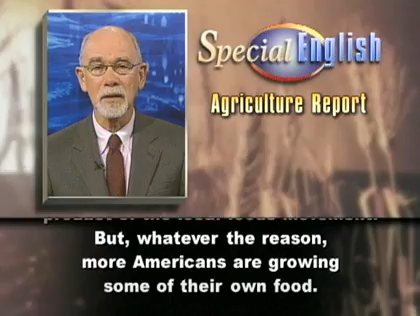 Special English
Agriculture Report
But, whatever the reason,
more Americans are growing
some of their own food.